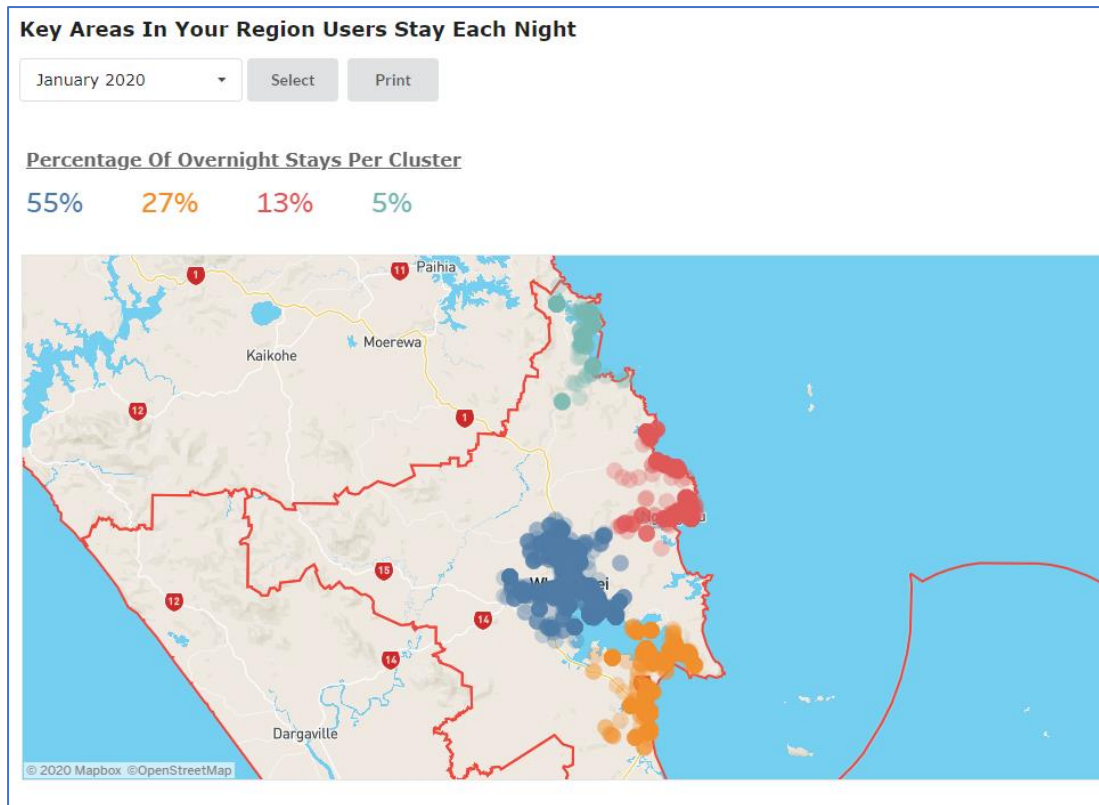 Key Areas In Your Region Users Stay Each Night
January 2020
Select
Print
Percentage Of Overnight Stays Per Cluster
55% 27% 13% 5%
1
11
Paihia
Moerewa
Kaikohe
12
1
15
12
14
14
Dargaville
© 2020 Mapbox ©OpenStreetMap